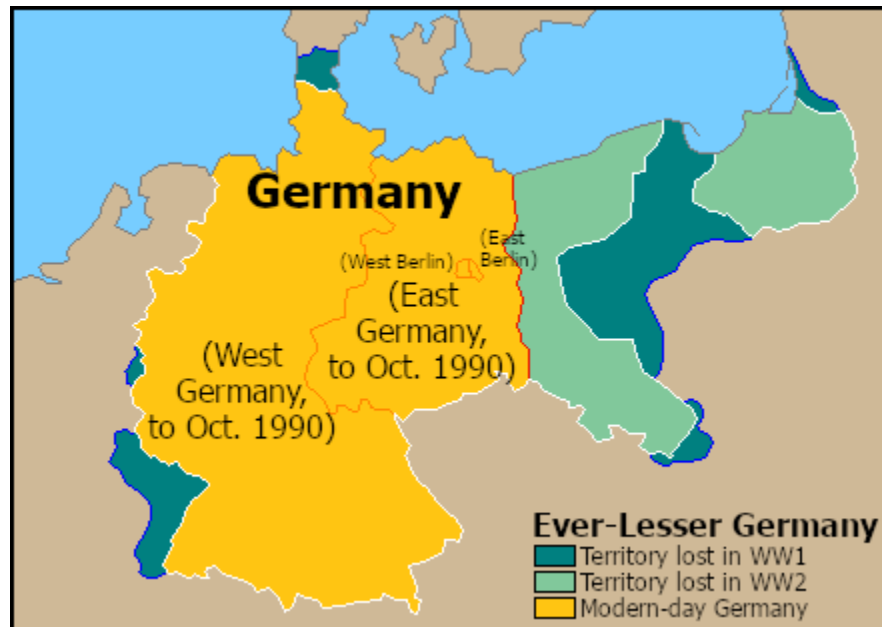 Germany
(West Berlin)
(East
Berlin)
(East
Germany,
to Oct. 1990)
(West
Germany,
to Oct. 1990)
Ever-Lesser Germany
Territory lost in WW1
Territory lost in WW2
Modern-day Germany